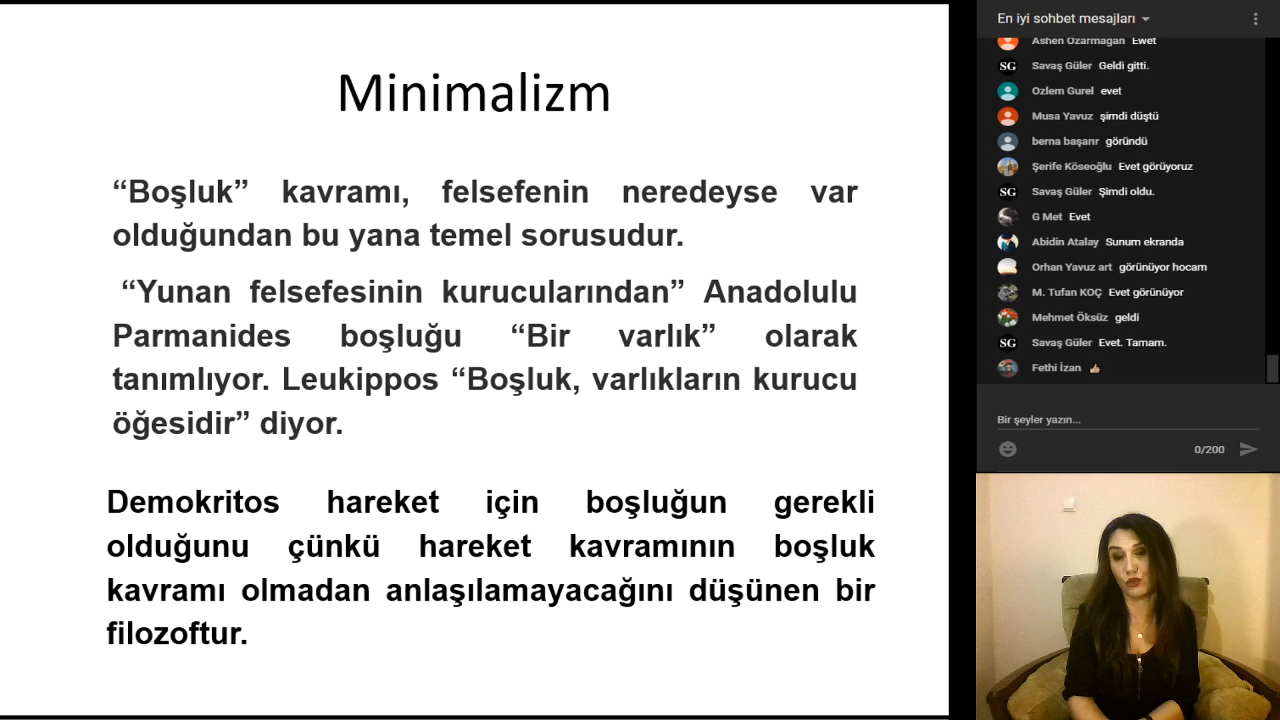 Minimalizm
“Boşluk” kavramı, felsefenin neredeyse var
olduğundan bu yana temel sorusudur.
“Yunan felsefesinin kurucularından” Anadolulu
Parmanides boşluğu “Bir varlık” olarak
tanımlıyor. Leukippos “Boşluk, varlıkların kurucu
öğesidir” diyor.
Demokritos hareket için boşluğun gerekli
olduğunu çünkü hareket kavramının boşluk
kavramı olmadan anlaşılamayacağını düşünen bir
filozoftur.
En iyi sohbet mesajları
Ashen Özarmağan Ewet
SG Savaş Güler Geldi gitti.
Ozlem Gurel evet
Musa Yavuz şimdi düştü
berna başarır göründü
Şerife Köseoğlu Evet görüyoruz
SG Savaş Güler Şimdi oldu.
G Met Evet
Abidin Atalay Sunum ekranda
Orhan Yavuz art görünüyor hocam
M. Tufan KOÇ Evet görünüyor
Mehmet Öksüz geldi
SG Savaş Güler Evet. Tamam.
Fethi İzan
Bir şeyler yazın...
0/200